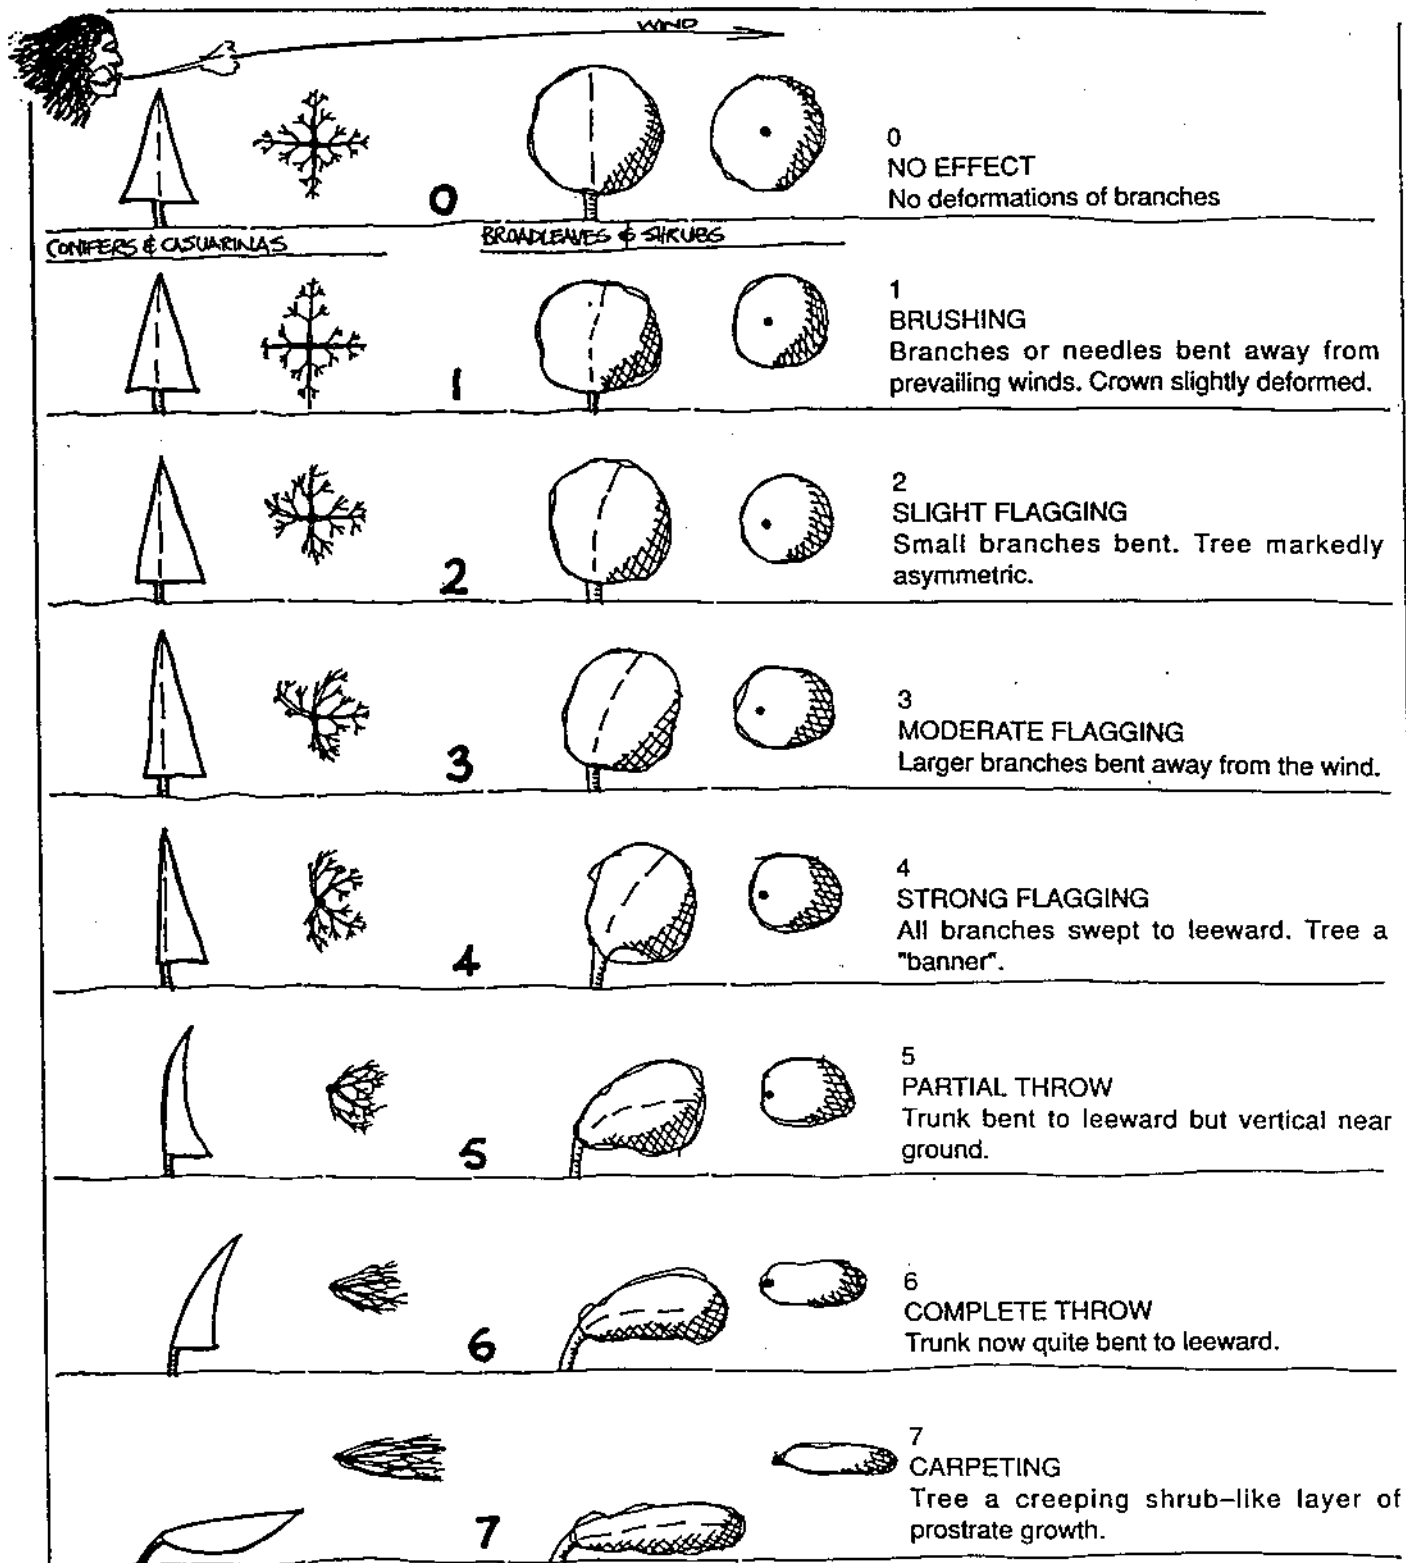 WIND
0
NO EFFECT
No deformations of branches
0
CONIFERS & CASUARINAS
BROADLEAVES & SHRUBS
1
BRUSHING
Branches or needles bent away from
prevailing winds. Crown slightly deformed.
1
2
SLIGHT FLAGGING
Small branches bent. Tree markedly
asymmetric.
2
3
MODERATE FLAGGING
Larger branches bent away from the wind.
3
4
STRONG FLAGGING
All branches swept to leeward. Tree a
"banner".
4
5
PARTIAL THROW
Trunk bent to leeward but vertical near
ground.
5
6
COMPLETE THROW
Trunk now quite bent to leeward.
6
7
CARPETING
Tree a creeping shrub-like layer of
prostrate growth.
7